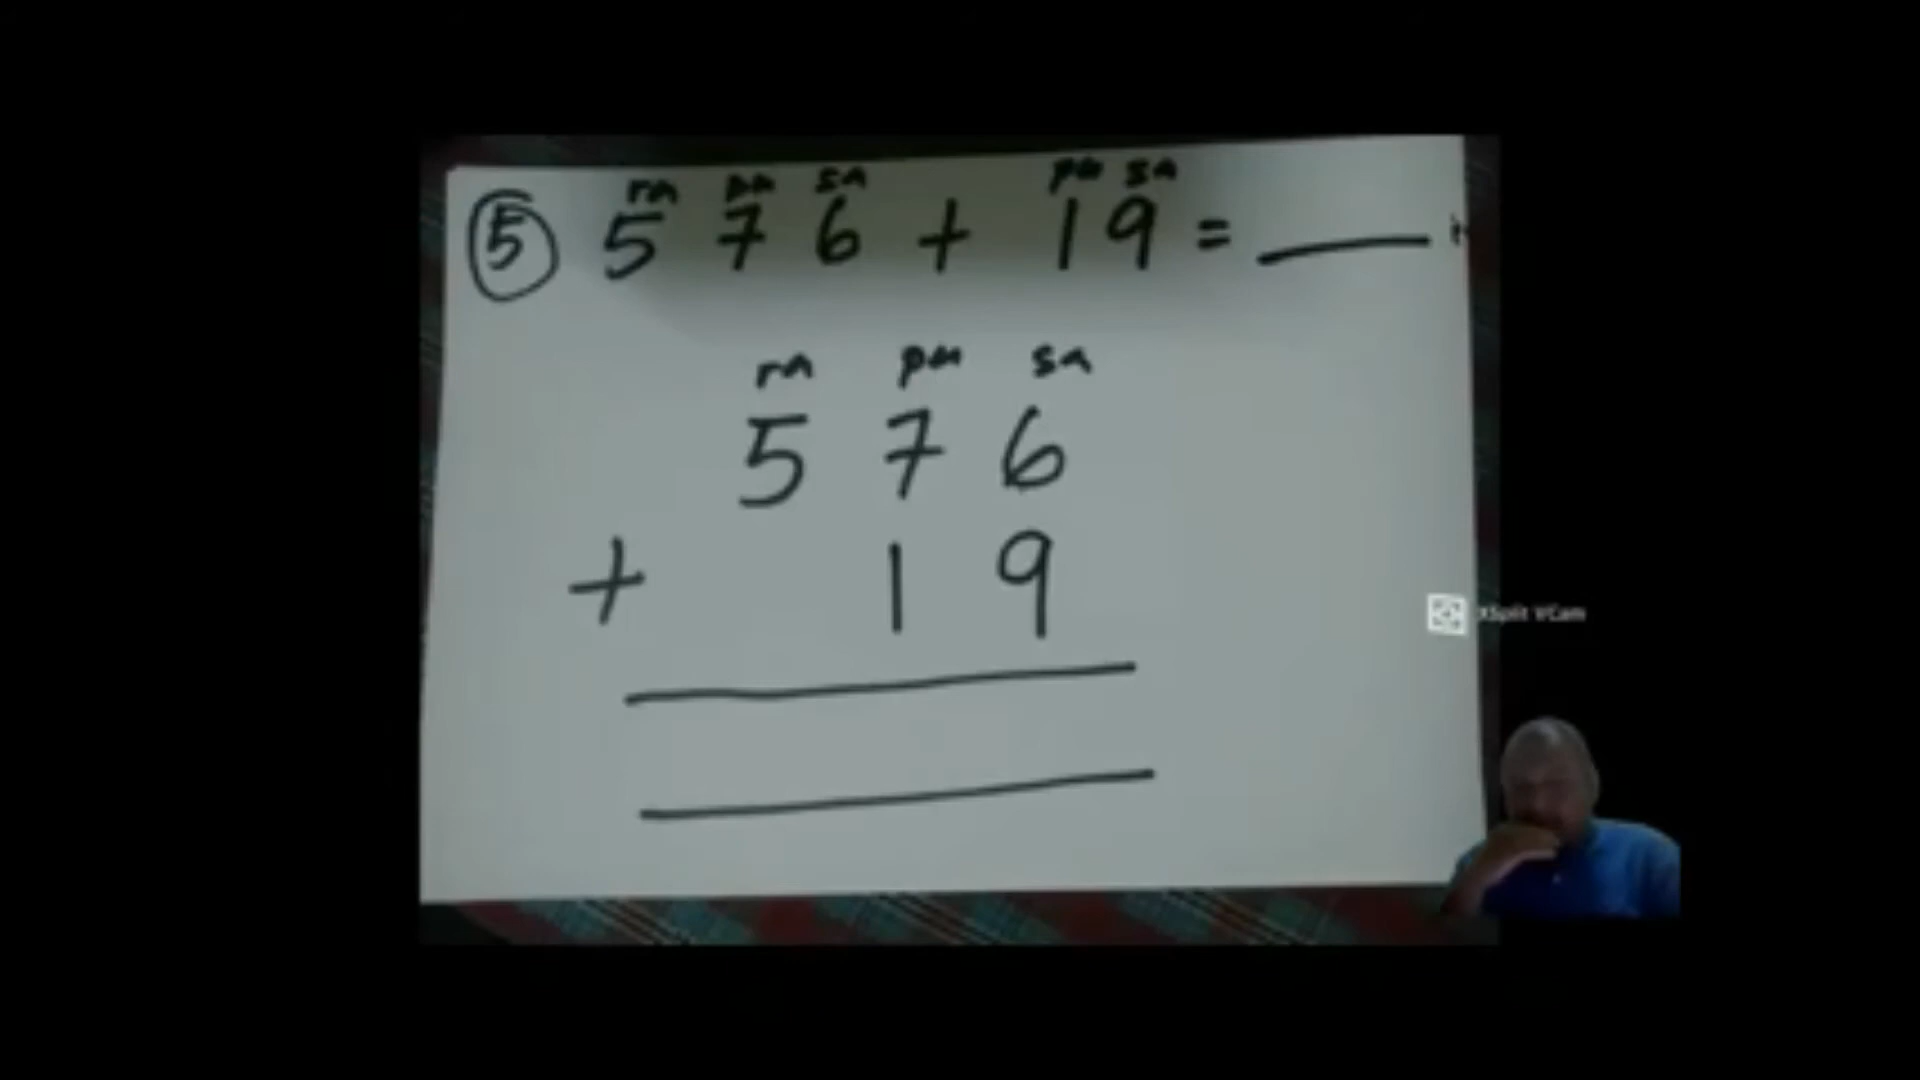 ra pu sa pu sa
⑤ 5 7 6 + 1 9 = ____
ra pu sa
5 7 6
+ 1 9
XSplit VCam